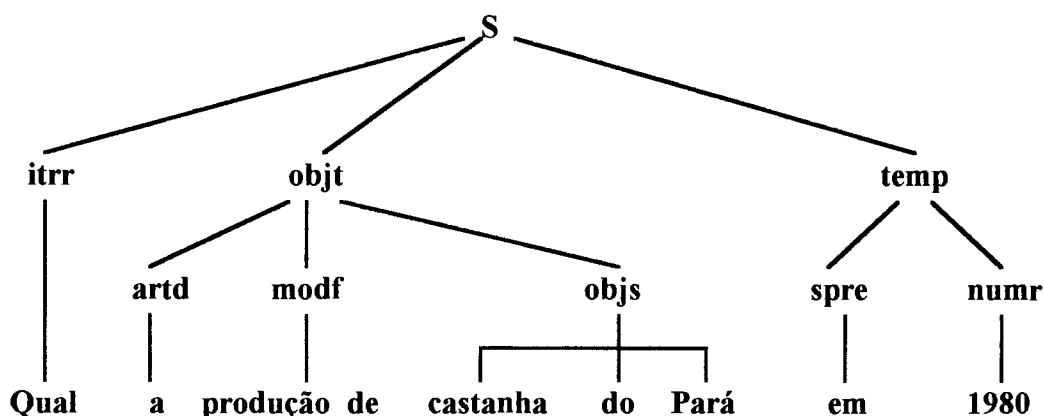 S
itrr objt temp
artd modf objs spre numr
Qual a produção de castanha do Pará em 1980